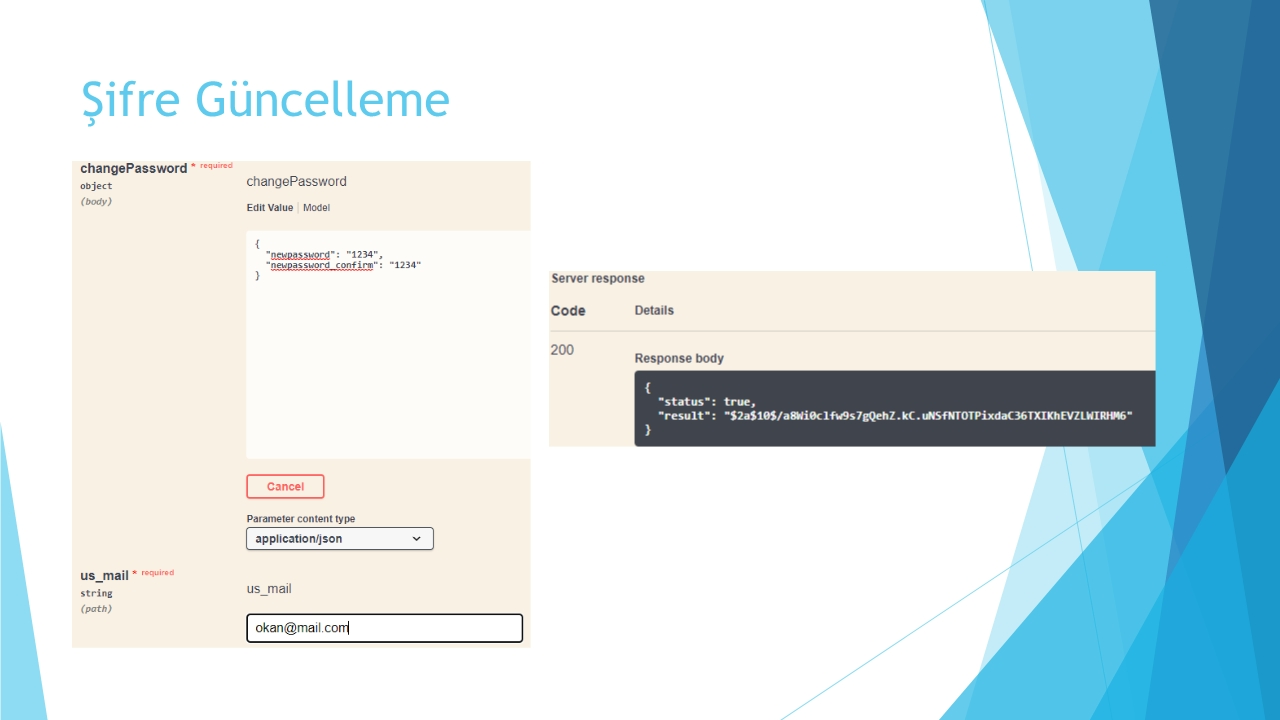 Şifre Güncelleme
changePassword * required
object
(body)
changePassword
Edit Value | Model
{
"newpassword": "1234",
"newpassword_confirm": "1234"
}
Cancel
Parameter content type
application/json
us_mail * required
string
(path)
us_mail
okan@mail.com
Server response
Code Details
200
Response body
{
"status": true,
"result": "$2a$10$/a8Wi0clfw9s7gQehZ.kC.uNSfNTOTPixdaC36TXIKhEVZLWIRHM6"
}